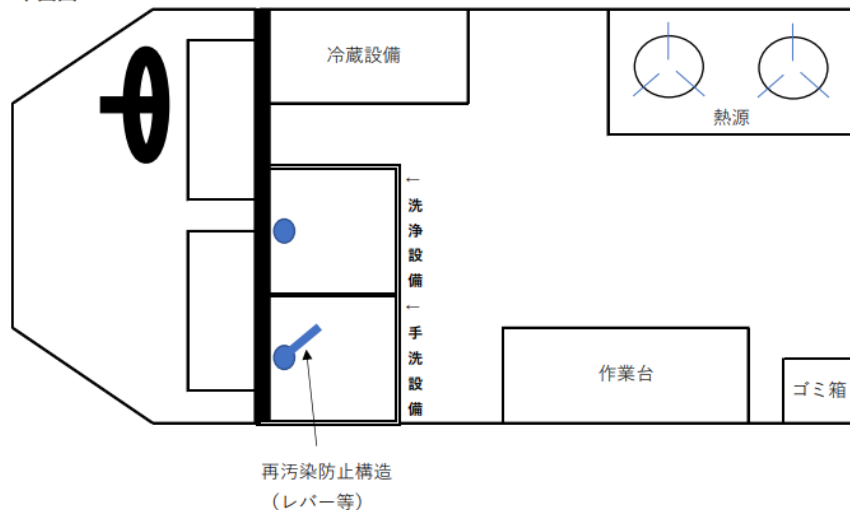 冷蔵設備
熱源
←洗浄設備
←手洗設備
作業台
ゴミ箱
再汚染防止構造
（レバー等）